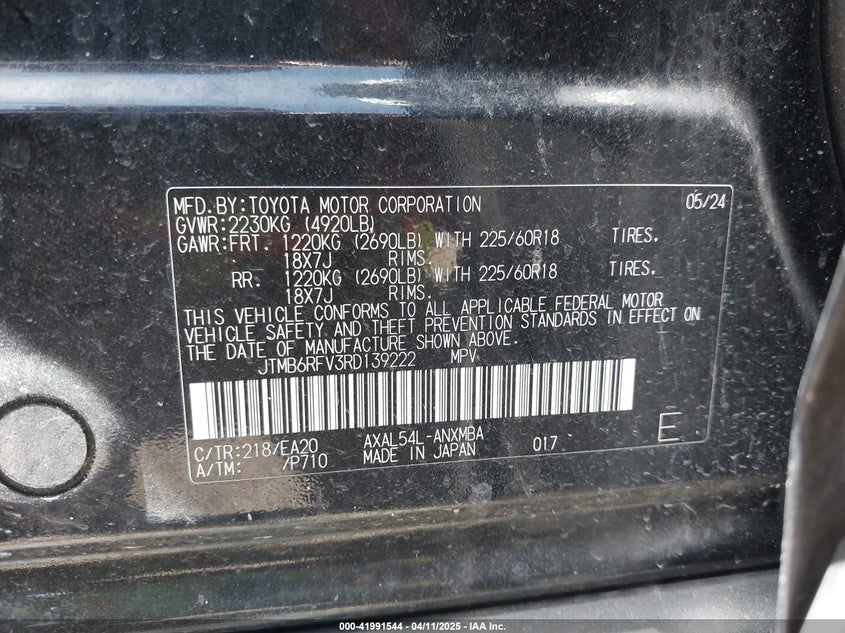 MFD.BY:TOYOTA MOTOR CORPORATION 05/24
GVWR:2230KG (4920LB)
GAWR:FRT. 1220KG (2690LB) WITH 225/60R18 TIRES.
: 18X7J RIMS.
RR. 1220KG (2690LB) WITH 225/60R18 TIRES.
18X7J RIMS.
THIS VEHICLE CONFORMS TO ALL APPLICABLE FEDERAL MOTOR
VEHICLE SAFETY AND THEFT PREVENTION STANDARDS IN EFFECT ON
THE DATE OF MANUFACTURE SHOWN ABOVE.
JTMB6RFV3RD139222 MPV
C/TR:218/EA20 AXAL54L-ANXMBA 017 E
A/TM: /P710 MADE IN JAPAN
000-41991544 - 04/11/2025 - IAA Inc.